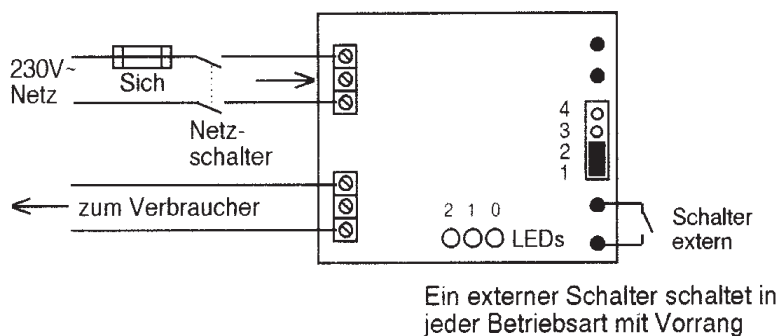 230V~
Netz
Sich
Netz-
schalter
zum Verbraucher
4
3
2
1
2 1 0
LEDs
Schalter
extern
Ein externer Schalter schaltet in
jeder Betriebsart mit Vorrang